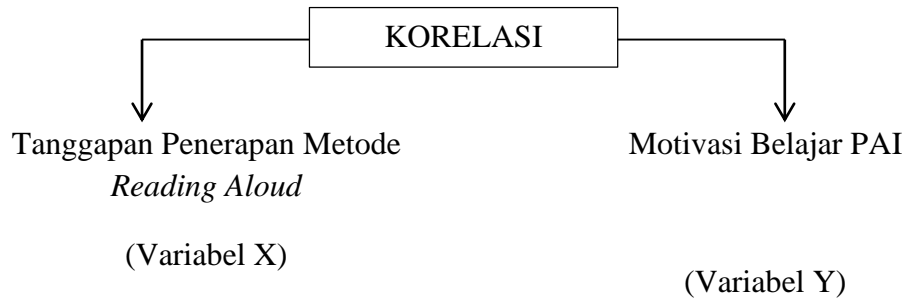 KORELASI
Tanggapan Penerapan Metode
Reading Aloud
(Variabel X)
Motivasi Belajar PAI
(Variabel Y)